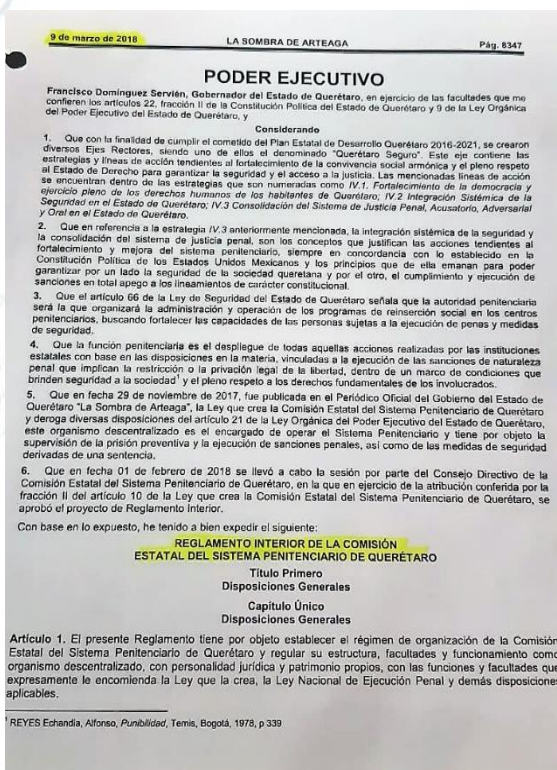 9 de marzo de 2018 LA SOMBRA DE ARTEAGA Pág. 8347
PODER EJECUTIVO
Francisco Domínguez Servién, Gobernador del Estado de Querétaro, en ejercicio de las facultades que me
confieren los artículos 22, fracción II de la Constitución Política del Estado de Querétaro y 9 de la Ley Orgánica
del Poder Ejecutivo del Estado de Querétaro, y
Considerando
1. Que con la finalidad de cumplir el cometido del Plan Estatal de Desarrollo Querétaro 2016-2021, se crearon
diversos Ejes Rectores, siendo uno de ellos el denominado "Querétaro Seguro". Este eje contiene las
estrategias y líneas de acción tendientes al fortalecimiento de la convivencia social armónica y el pleno respeto
al Estado de Derecho para garantizar la seguridad y el acceso a la justicia. Las mencionadas líneas de acción
se encuentran dentro de las estrategias que son numeradas como IV.1. Fortalecimiento de la democracia y
ejercicio pleno de los derechos humanos de los habitantes de Querétaro; IV.2 Integración Sistémica de la
Seguridad en el Estado de Querétaro; IV.3 Consolidación del Sistema de Justicia Penal, Acusatorio, Adversarial
y Oral en el Estado de Querétaro.
2. Que en referencia a la estrategia IV.3 anteriormente mencionada, la integración sistémica de la seguridad y
la consolidación del sistema de justicia penal, son los conceptos que justifican las acciones tendientes al
fortalecimiento y mejora del sistema penitenciario, siempre en concordancia con lo establecido en la
Constitución Política de los Estados Unidos Mexicanos y los principios que de ella emanan para poder
garantizar por un lado la seguridad de la sociedad queretana y por el otro, el cumplimiento y ejecución de
sanciones en total apego a los lineamientos de carácter constitucional.
3. Que el artículo 66 de la Ley de Seguridad del Estado de Querétaro señala que la autoridad penitenciaria
será la que organizará la administración y operación de los programas de reinserción social en los centros
penitenciarios, buscando fortalecer las capacidades de las personas sujetas a la ejecución de penas y medidas
de seguridad.
4. Que la función penitenciaria es el despliegue de todas aquellas acciones realizadas por las instituciones
estatales con base en las disposiciones en la materia, vinculadas a la ejecución de las sanciones de naturaleza
penal que implican la restricción o la privación legal de la libertad, dentro de un marco de condiciones que
brinden seguridad a la sociedad¹ y el pleno respeto a los derechos fundamentales de los involucrados.
5. Que en fecha 29 de noviembre de 2017, fue publicada en el Periódico Oficial del Gobierno del Estado de
Querétaro "La Sombra de Arteaga", la Ley que crea la Comisión Estatal del Sistema Penitenciario de Querétaro
y deroga diversas disposiciones del artículo 21 de la Ley Orgánica del Poder Ejecutivo del Estado de Querétaro,
este organismo descentralizado es el encargado de operar el Sistema Penitenciario y tiene por objeto la
supervisión de la prisión preventiva y la ejecución de sanciones penales, así como de las medidas de seguridad
derivadas de una sentencia.
6. Que en fecha 01 de febrero de 2018 se llevó a cabo la sesión por parte del Consejo Directivo de la
Comisión Estatal del Sistema Penitenciario de Querétaro, en la que en ejercicio de la atribución conferida por la
fracción II del artículo 10 de la Ley que crea la Comisión Estatal del Sistema Penitenciario de Querétaro, se
aprobó el proyecto de Reglamento Interior.
Con base en lo expuesto, he tenido a bien expedir el siguiente:
REGLAMENTO INTERIOR DE LA COMISIÓN
ESTATAL DEL SISTEMA PENITENCIARIO DE QUERÉTARO
Título Primero
Disposiciones Generales
Capítulo Único
Disposiciones Generales
Artículo 1. El presente Reglamento tiene por objeto establecer el régimen de organización de la Comisión
Estatal del Sistema Penitenciario de Querétaro y regular su estructura, facultades y funcionamiento como
organismo descentralizado, con personalidad jurídica y patrimonio propios, con las funciones y facultades que
expresamente le encomienda la Ley que la crea, la Ley Nacional de Ejecución Penal y demás disposiciones
aplicables.
¹ REYES Echandía, Alfonso, Punibilidad, Temis, Bogotá, 1978, p 339